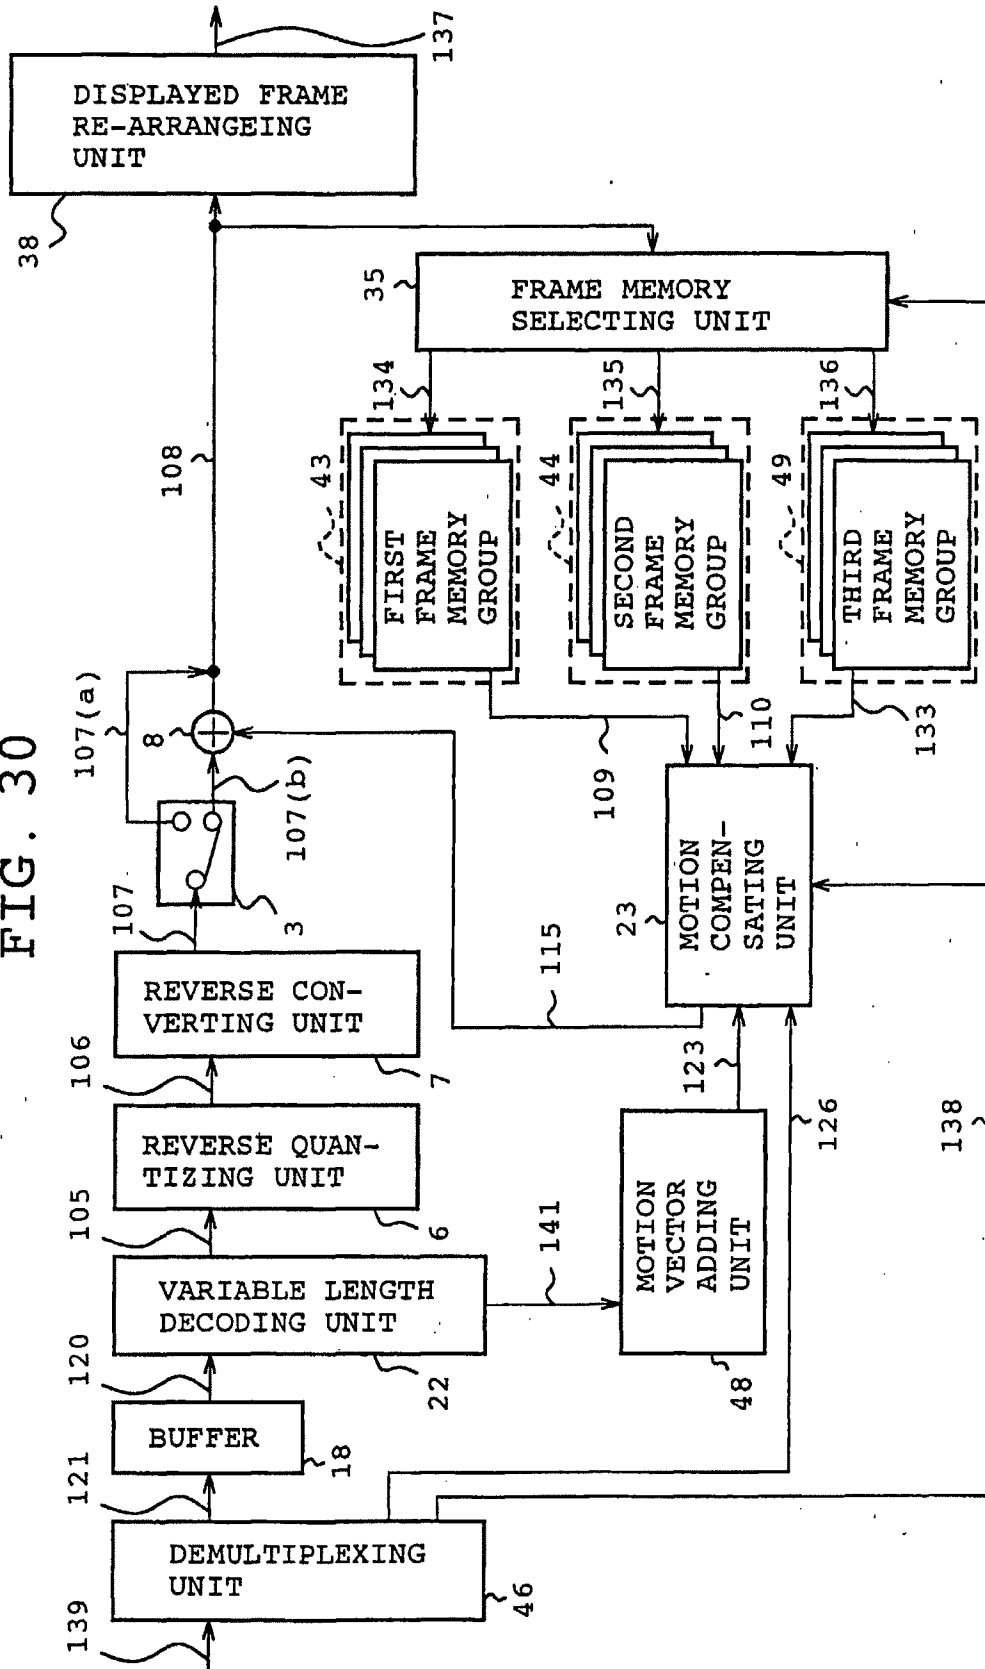 FIG. 30
139
DEMULTIPLEXING
UNIT
46
121
BUFFER
18
120
VARIABLE LENGTH
DECODING UNIT
22
105
REVERSE QUAN-
TIZING UNIT
6
106
REVERSE CON-
VERTING UNIT
7
107
3
107(a)
107(b)
8
108
DISPLAYED FRAME
RE-ARRANGEING
UNIT
38
137
141
MOTION
VECTOR
ADDING
UNIT
48
123
126
115
MOTION
COMPEN-
SATING
UNIT
23
109
110
133
FIRST
FRAME
MEMORY
GROUP
43
SECOND
FRAME
MEMORY
GROUP
44
THIRD
FRAME
MEMORY
GROUP
49
134
135
136
FRAME MEMORY
SELECTING UNIT
35
138